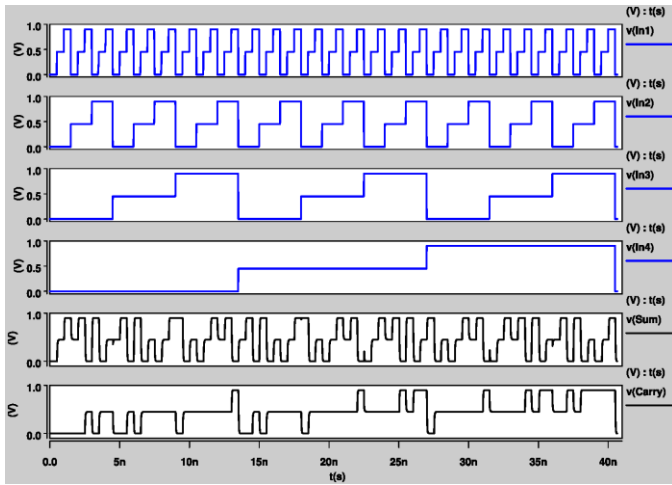 (V) : t(s)
1.0
v(In1)
(V)
0.5
0.0
(V) : t(s)
1.0
v(In2)
(V)
0.5
0.0
(V) : t(s)
1.0
v(In3)
(V)
0.5
0.0
(V) : t(s)
1.0
v(In4)
(V)
0.5
0.0
(V) : t(s)
1.0
v(Sum)
(V)
0.0
(V) : t(s)
1.0
v(Carry)
(V)
0.0
0.0 5n 10n 15n 20n 25n 30n 35n 40n
t(s)